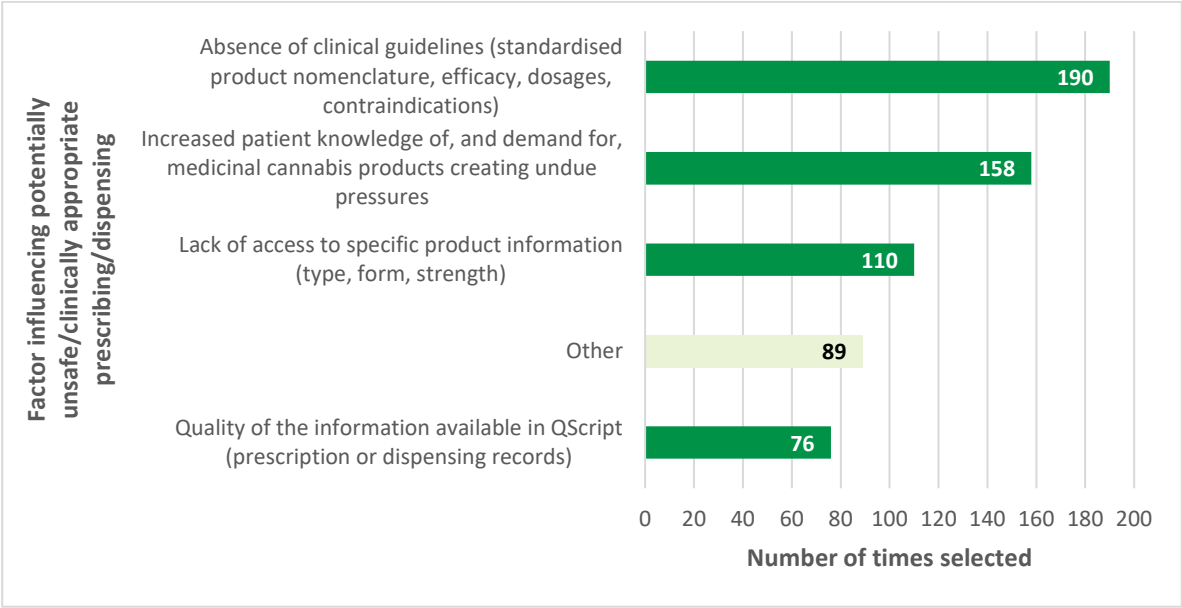 Factor influencing potentially
unsafe/clinically appropriate
prescribing/dispensing
Absence of clinical guidelines (standardised
product nomenclature, efficacy, dosages,
contraindications)
190
Increased patient knowledge of, and demand for,
medicinal cannabis products creating undue
pressures
158
Lack of access to specific product information
(type, form, strength)
110
Other
89
Quality of the information available in QScript
(prescription or dispensing records)
76
0 20 40 60 80 100 120 140 160 180 200
Number of times selected